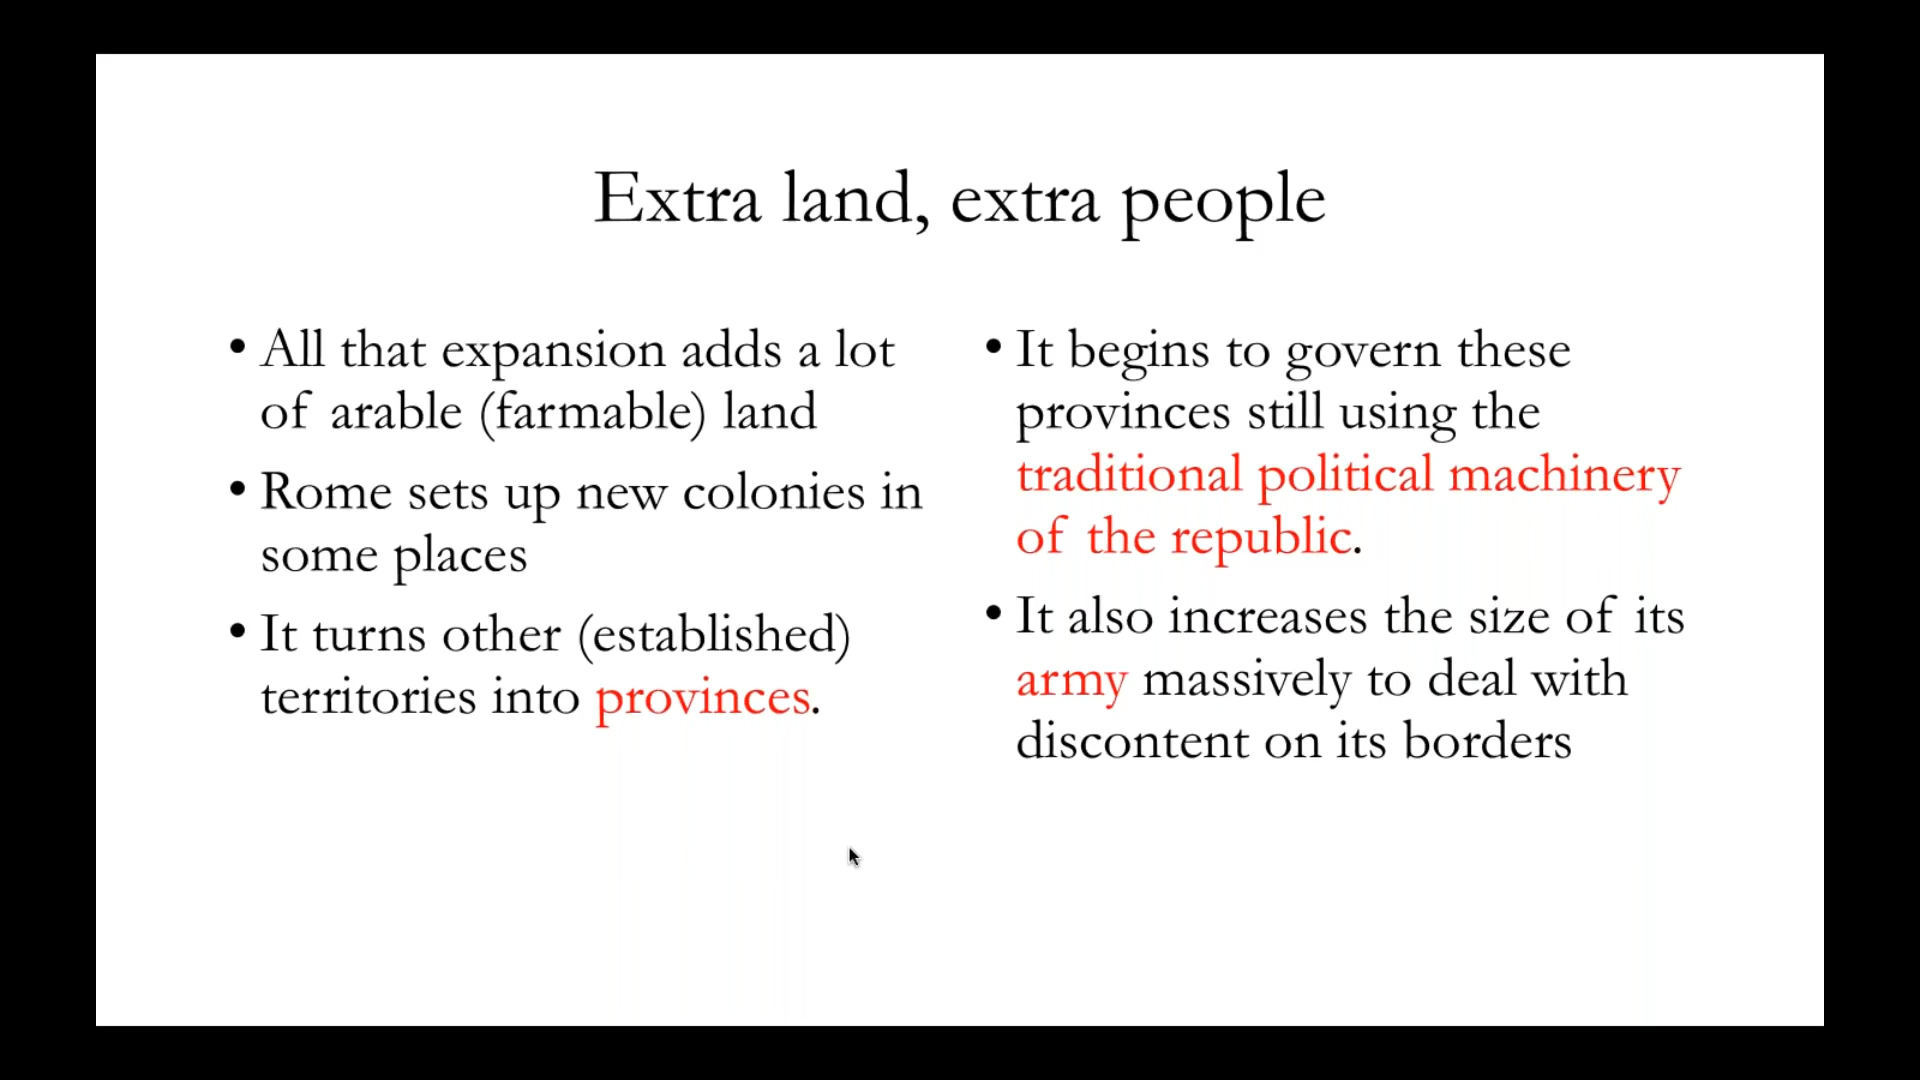 Extra land, extra people
• All that expansion adds a lot
of arable (farmable) land
• Rome sets up new colonies in
some places
• It turns other (established)
territories into provinces.
• It begins to govern these
provinces still using the
traditional political machinery
of the republic.
• It also increases the size of its
army massively to deal with
discontent on its borders